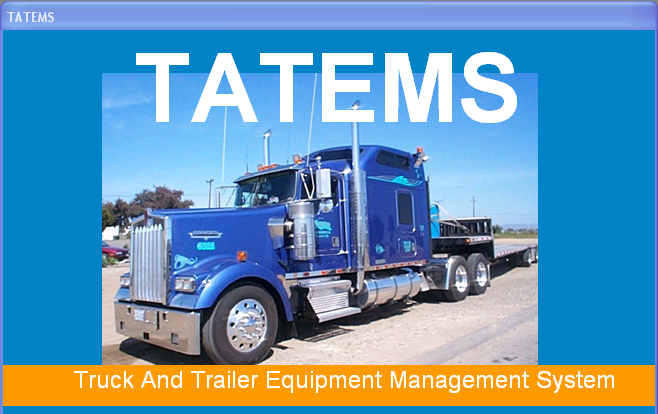 TATEMS
TATEMS
Truck And Trailer Equipment Management System